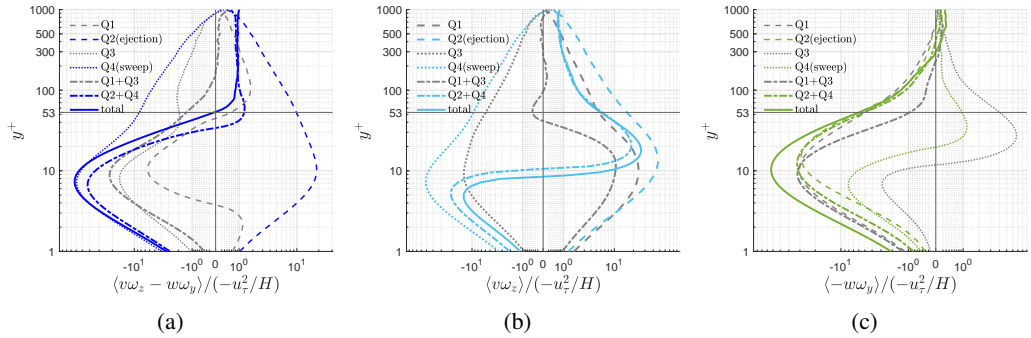 1000
500
300
100
53
10
1
y⁺
Q1
Q2(ejection)
Q3
Q4(sweep)
Q1+Q3
Q2+Q4
total
-10¹ -10⁰ 0 10⁰ 10¹
⟨vω_z − wω_y⟩/(−u_τ²/H)
(a)
1000
500
300
100
53
10
1
y⁺
Q1
Q2(ejection)
Q3
Q4(sweep)
Q1+Q3
Q2+Q4
total
-10¹ -10⁰ 0 10⁰ 10¹
⟨vω_z⟩/(−u_τ²/H)
(b)
1000
500
300
100
53
10
1
y⁺
Q1
Q2(ejection)
Q3
Q4(sweep)
Q1+Q3
Q2+Q4
total
-10¹ -10⁰ 0 10⁰
⟨−wω_y⟩/(−u_τ²/H)
(c)